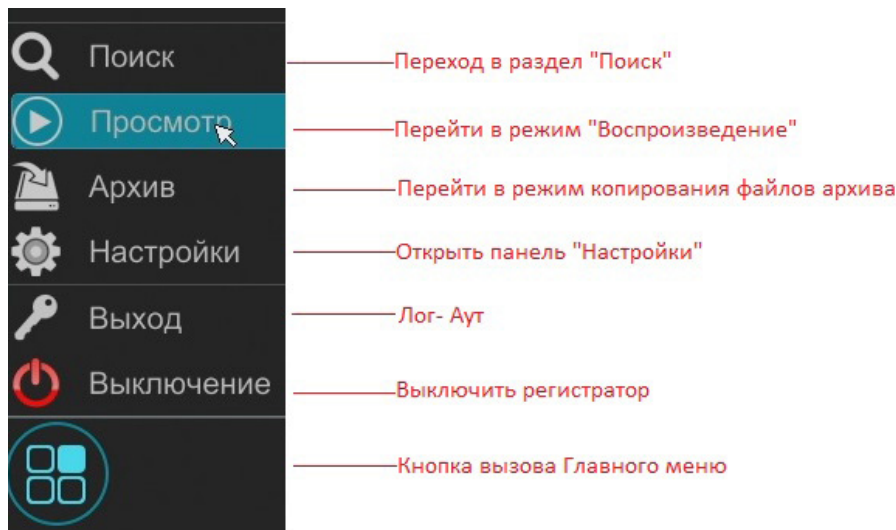 Поиск Переход в раздел "Поиск"
Просмотр Перейти в режим "Воспроизведение"
Архив Перейти в режим копирования файлов архива
Настройки Открыть панель "Настройки"
Выход Лог- Аут
Выключение Выключить регистратор
Кнопка вызова Главного меню